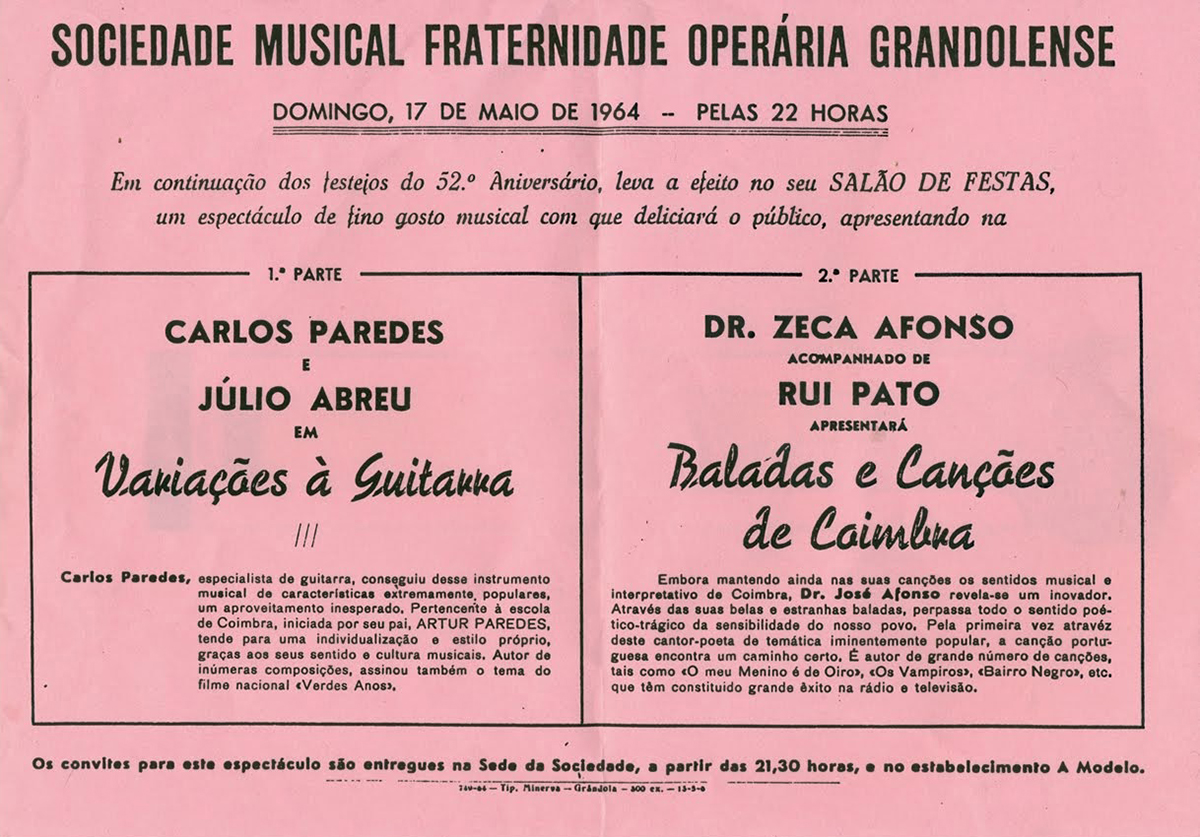 SOCIEDADE MUSICAL FRATERNIDADE OPERÁRIA GRANDOLENSE
DOMINGO, 17 DE MAIO DE 1964 -- PELAS 22 HORAS
Em continuação dos festejos do 52.º Aniversário, leva a efeito no seu SALÃO DE FESTAS,
um espectáculo de fino gosto musical com que deliciará o público, apresentando na
1.ª PARTE
CARLOS PAREDES
E
JÚLIO ABREU
EM
Variações à Guitarra
///
Carlos Paredes, especialista de guitarra, conseguiu desse instrumento
musical de características extremamente populares,
um aproveitamento inesperado. Pertencente à escola
de Coimbra, iniciada por seu pai, ARTUR PAREDES,
tende para uma individualização e estilo próprio,
graças aos seus sentido e cultura musicais. Autor de
inúmeras composições, assinou também o tema do
filme nacional «Verdes Anos».
2.ª PARTE
DR. ZECA AFONSO
ACOMPANHADO DE
RUI PATO
APRESENTARÁ
Baladas e Canções
de Coimbra
Embora mantendo ainda nas suas canções os sentidos musical e
interpretativo de Coimbra, Dr. José Afonso revela-se um inovador.
Através das suas belas e estranhas baladas, perpassa todo o sentido poé-
tico-trágico da sensibilidade do nosso povo. Pela primeira vez atravéz
deste cantor-poeta de temática iminentemente popular, a canção portu-
guesa encontra um caminho certo. É autor de grande número de canções,
tais como «O meu Menino é de Oiro», «Os Vampiros», «Bairro Negro», etc.
que têm constituido grande êxito na rádio e televisão.
Os convites para este espectáculo são entregues na Sede da Sociedade, a partir das 21,30 horas, e no estabelecimento A Modelo.
749-64 — Tip. Minerva — Grândola — 300 ex. —